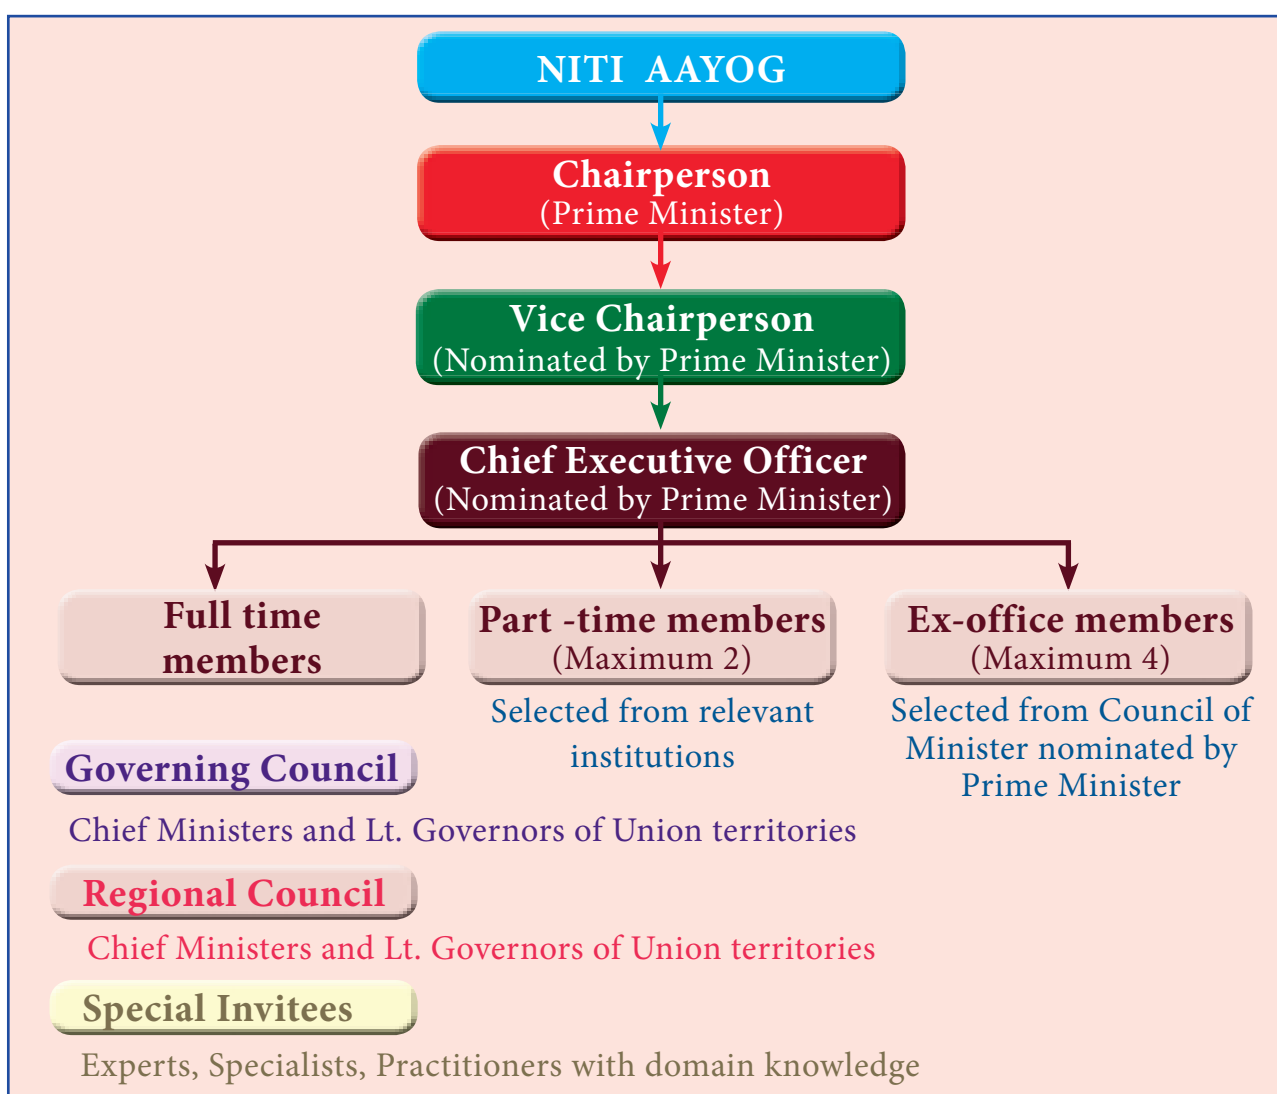 NITI AAYOG
Chairperson
(Prime Minister)
Vice Chairperson
(Nominated by Prime Minister)
Chief Executive Officer
(Nominated by Prime Minister)
Full time
members
Part -time members
(Maximum 2)
Selected from relevant
institutions
Ex-office members
(Maximum 4)
Selected from Council of
Minister nominated by
Prime Minister
Governing Council
Chief Ministers and Lt. Governors of Union territories
Regional Council
Chief Ministers and Lt. Governors of Union territories
Special Invitees
Experts, Specialists, Practitioners with domain knowledge